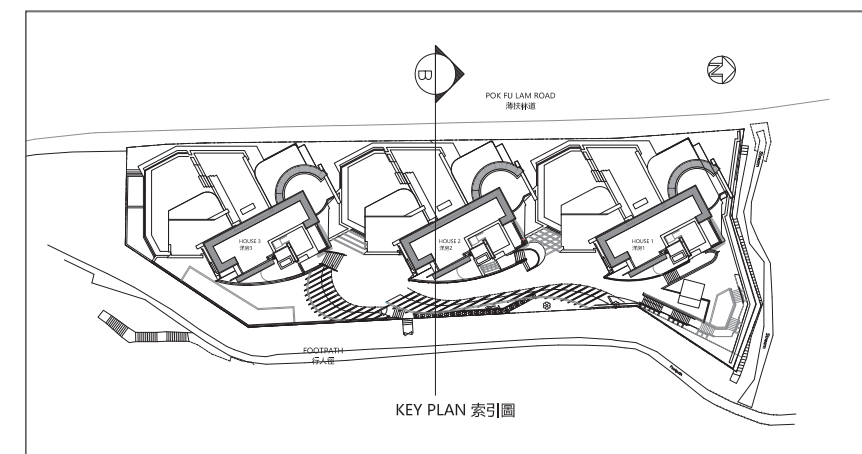 B
N
POK FU LAM ROAD
薄扶林道
HOUSE 3
洋房3
HOUSE 2
洋房2
HOUSE 1
洋房1
FOOTPATH
行人徑
KEY PLAN 索引圖